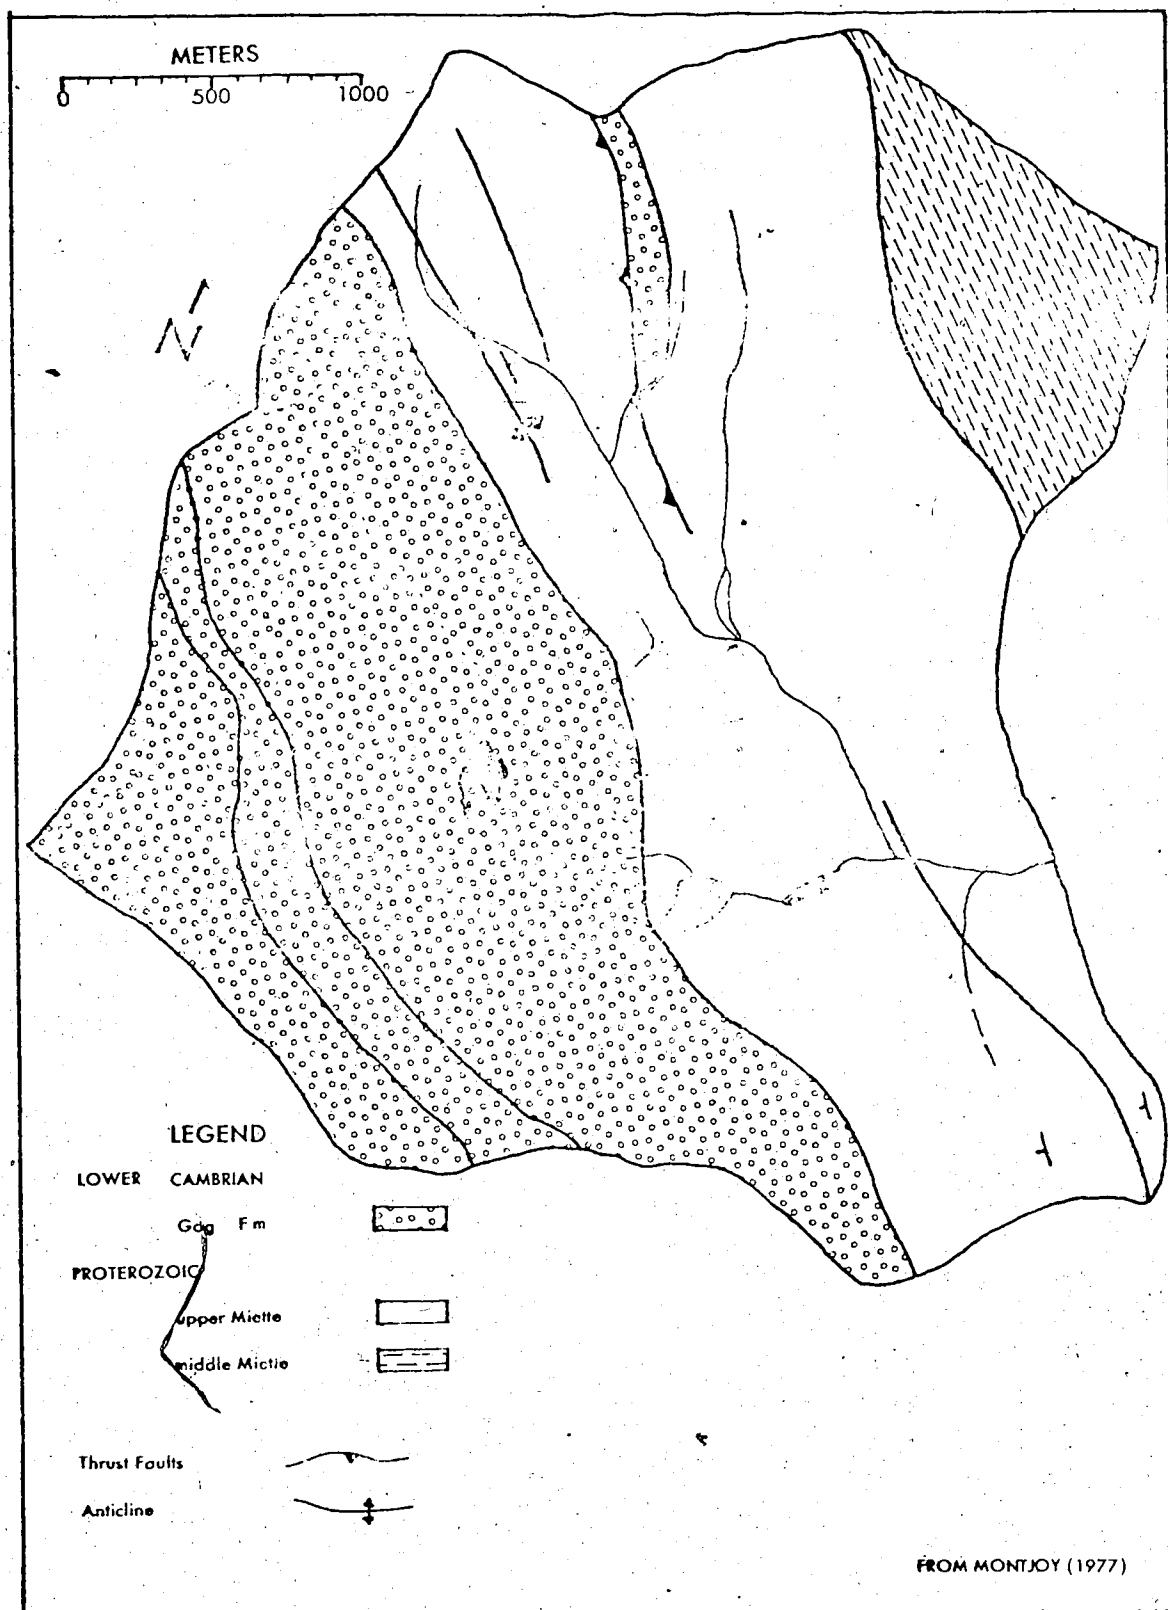 METERS
0 500 1000
N
LEGEND
LOWER CAMBRIAN
Gog Fm
PROTEROZOIC
upper Miette
middle Miette
Thrust Faults
Anticline
FROM MONTJOY (1977)